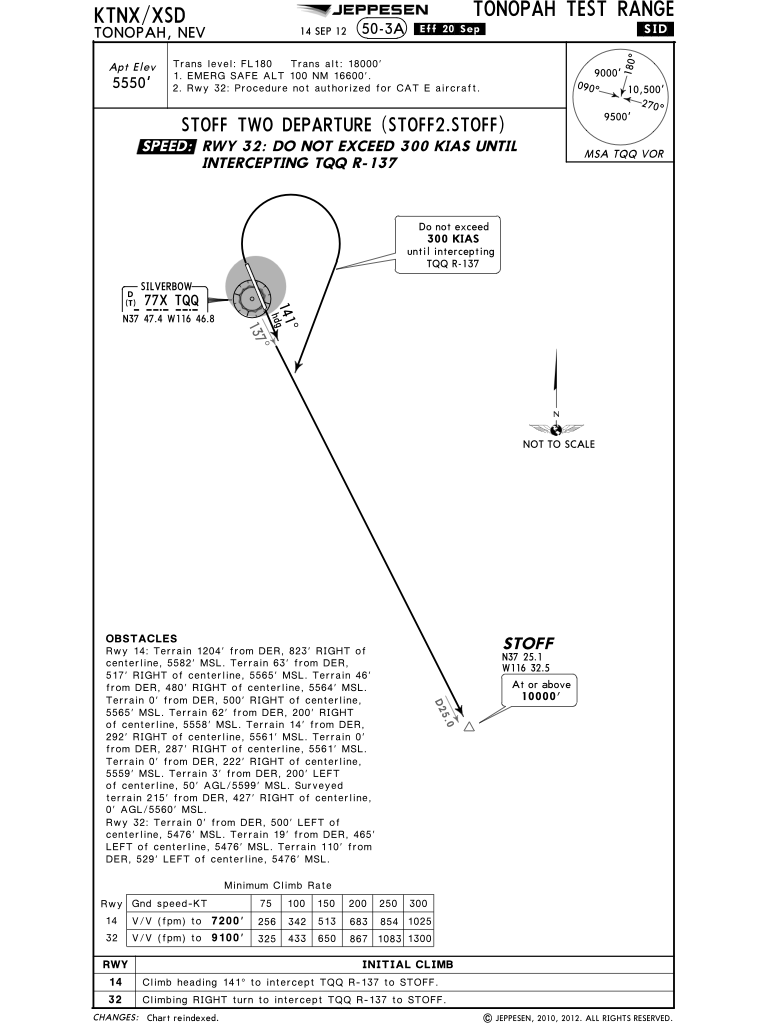 KTNX/XSD
TONOPAH, NEV
JEPPESEN
14 SEP 12 50-3A Eff 20 Sep
TONOPAH TEST RANGE
SID
Apt Elev
5550'
Trans level: FL180 Trans alt: 18000'
1. EMERG SAFE ALT 100 NM 16600'.
2. Rwy 32: Procedure not authorized for CAT E aircraft.
180°
9000'
090°
10,500'
270°
9500'
MSA TQQ VOR
STOFF TWO DEPARTURE (STOFF2.STOFF)
SPEED: RWY 32: DO NOT EXCEED 300 KIAS UNTIL
INTERCEPTING TQQ R-137
Do not exceed
300 KIAS
until intercepting
TQQ R-137
SILVERBOW
D
(T)
77X TQQ
N37 47.4 W116 46.8
141°
hdg
137°
N
NOT TO SCALE
STOFF
N37 25.1
W116 32.5
At or above
10000'
D25.0
OBSTACLES
Rwy 14: Terrain 1204' from DER, 823' RIGHT of
centerline, 5582' MSL. Terrain 63' from DER,
517' RIGHT of centerline, 5565' MSL. Terrain 46'
from DER, 480' RIGHT of centerline, 5564' MSL.
Terrain 0' from DER, 500' RIGHT of centerline,
5565' MSL. Terrain 62' from DER, 200' RIGHT
of centerline, 5558' MSL. Terrain 14' from DER,
292' RIGHT of centerline, 5561' MSL. Terrain 0'
from DER, 287' RIGHT of centerline, 5561' MSL.
Terrain 0' from DER, 222' RIGHT of centerline,
5559' MSL. Terrain 3' from DER, 200' LEFT
of centerline, 50' AGL/5599' MSL. Surveyed
terrain 215' from DER, 427' RIGHT of centerline,
0' AGL/5560' MSL.
Rwy 32: Terrain 0' from DER, 500' LEFT of
centerline, 5476' MSL. Terrain 19' from DER, 465'
LEFT of centerline, 5476' MSL. Terrain 110' from
DER, 529' LEFT of centerline, 5476' MSL.
Minimum Climb Rate
Rwy Gnd speed-KT 75 100 150 200 250 300
14 V/V (fpm) to 7200' 256 342 513 683 854 1025
32 V/V (fpm) to 9100' 325 433 650 867 1083 1300
RWY INITIAL CLIMB
14 Climb heading 141° to intercept TQQ R-137 to STOFF.
32 Climbing RIGHT turn to intercept TQQ R-137 to STOFF.
CHANGES: Chart reindexed.
© JEPPESEN, 2010, 2012. ALL RIGHTS RESERVED.